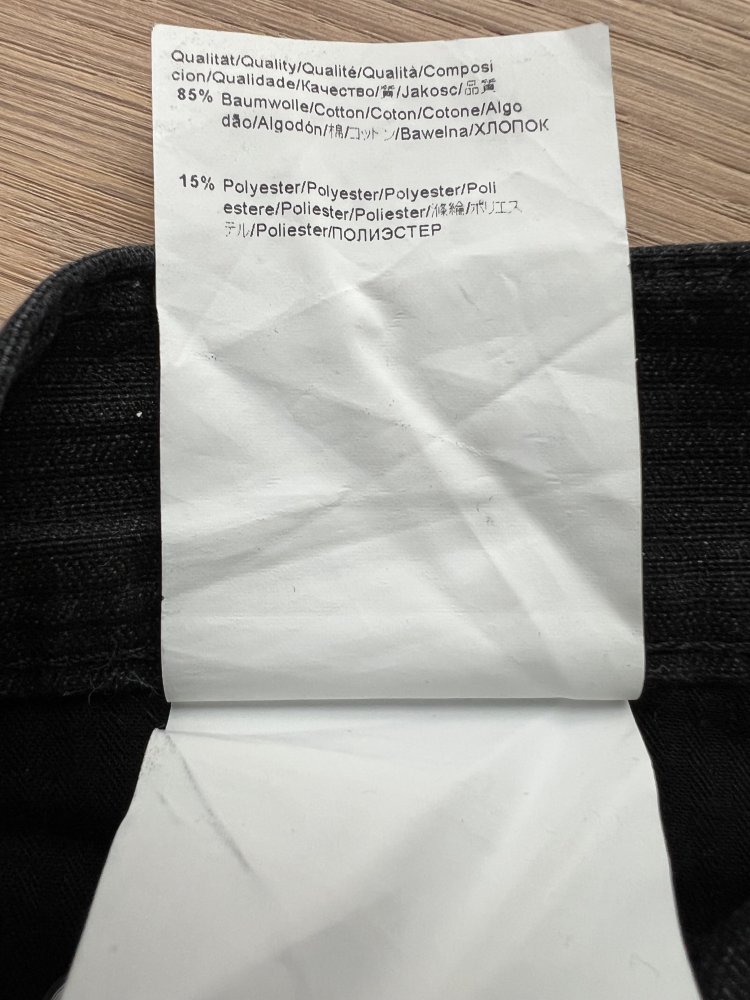 Qualität/Quality/Qualité/Qualità/Composi
cion/Qualidade/Качество/質/Jakosc/品質
85% Baumwolle/Cotton/Coton/Cotone/Algo
dão/Algodón/棉/コットン/Bawelna/ХЛОПОК
15% Polyester/Polyester/Polyester/Poli
estere/Poliester/Poliester/滌綸/ポリエス
テル/Poliester/ПОЛИЭСТЕР